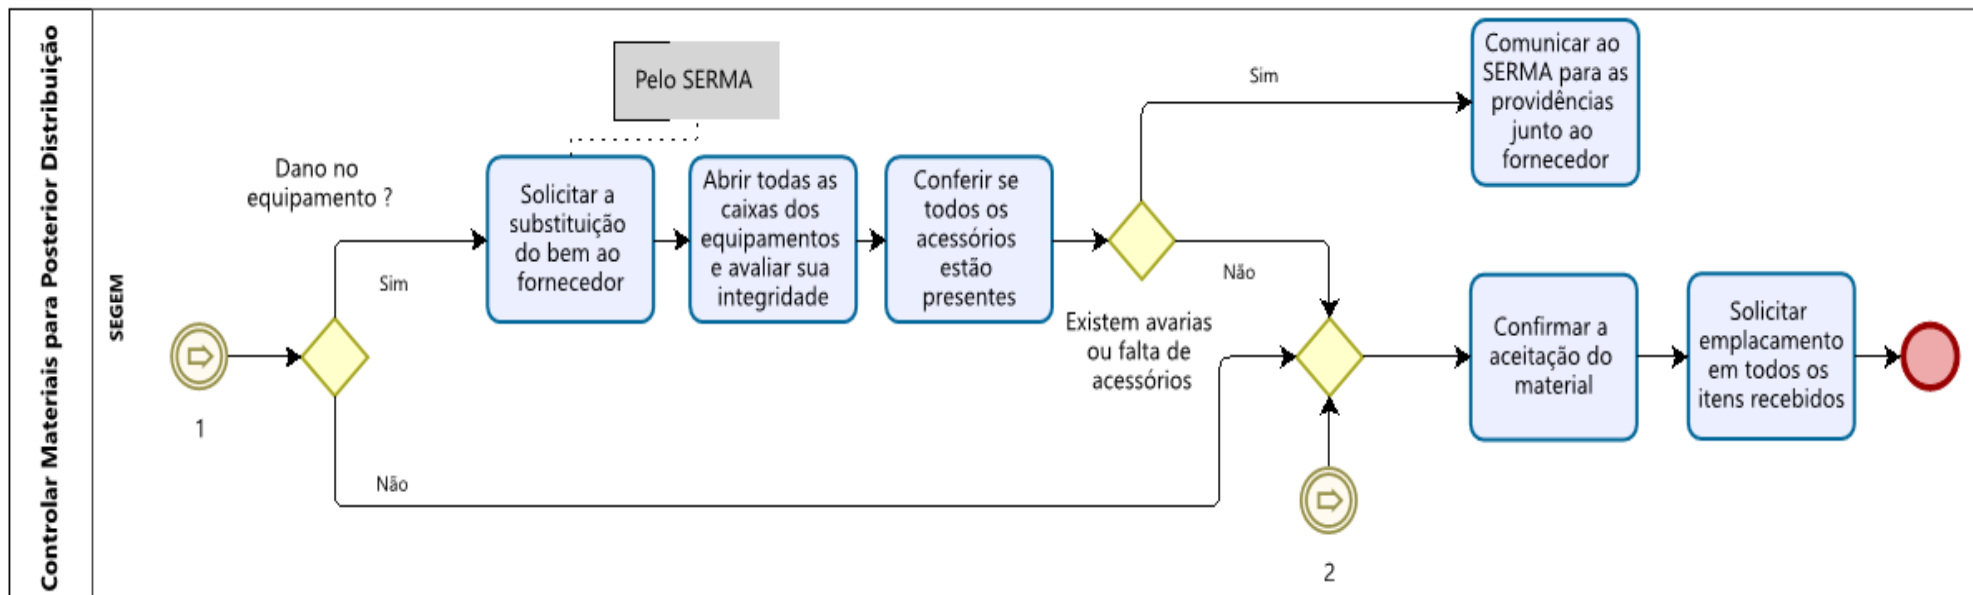 Controlar Materiais para Posterior Distribuição
SEGEM
1
Dano no
equipamento ?
Sim
Não
Pelo SERMA
Solicitar a
substituição
do bem ao
fornecedor
Abrir todas as
caixas dos
equipamentos
e avaliar sua
integridade
Conferir se
todos os
acessórios
estão
presentes
Existem avarias
ou falta de
acessórios
Sim
Não
Comunicar ao
SERMA para as
providências
junto ao
fornecedor
2
Confirmar a
aceitação do
material
Solicitar
emplacamento
em todos os
itens recebidos